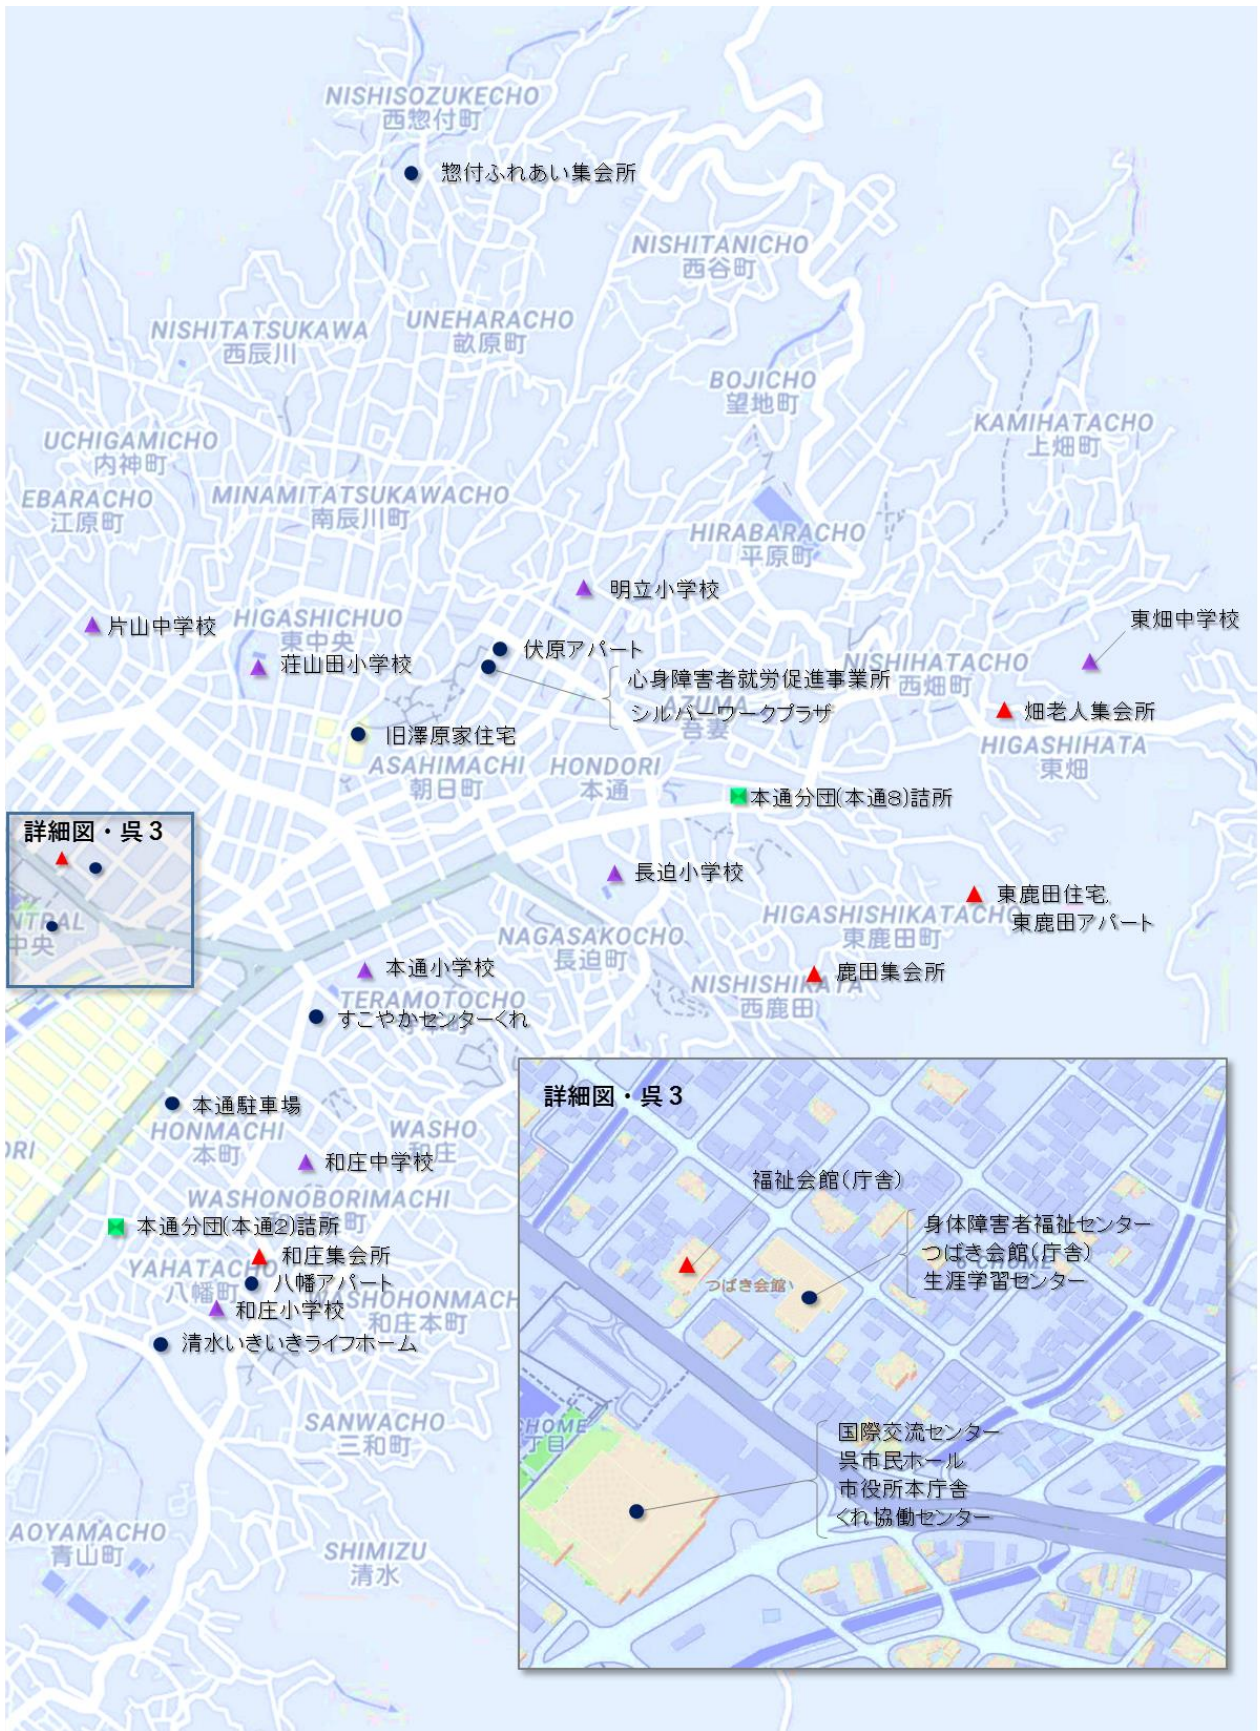 NISHISOZUKECHO
西惣付町
惣付ふれあい集会所
NISHITANICHO
西谷町
UNEHARACHO
畝原町
NISHITATSUKAWA
西辰川
BOJICHO
望地町
KAMIHATACHO
上畑町
UCHIGAMICHO
内神町
EBARACHO
江原町
MINAMITATSUKAWACHO
南辰川町
HIRABARACHO
平原町
明立小学校
片山中学校
HIGASHICHUO
東中央
荘山田小学校
伏原アパート
東畑中学校
NISHIHATACHO
西畑町
心身障害者就労促進事業所
シルバーワークプラザ
吾妻
畑老人集会所
旧澤原家住宅
HIGASHIHATA
東畑
ASAHIMACHI
朝日町
HONDORI
本通
本通分団(本通8)詰所
詳細図・呉3
NTRAL
中央
長迫小学校
東鹿田住宅,
東鹿田アパート
HIGASHISHIKATACHO
東鹿田町
NAGASAKOCHO
長迫町
本通小学校
鹿田集会所
NISHISHIKATA
西鹿田
TERAMOTOCHO
すこやかセンターくれ
本通駐車場
HONMACHI
本町
ORI
WASHO
和庄
和庄中学校
WASHONOBORIMACHI
本通分団(本通2)詰所
和庄集会所
YAHATACHO
八幡町
八幡アパート
ASHOHONMACH
和庄本町
和庄小学校
清水いきいきライフホーム
SANWACHO
三和町
AOYAMACHO
青山町
SHIMIZU
清水
詳細図・呉3
福祉会館(庁舎)
つばき会館
身体障害者福祉センター
つばき会館(庁舎)
生涯学習センター
CHOME
丁目
国際交流センター
呉市民ホール
市役所本庁舎
くれ協働センター